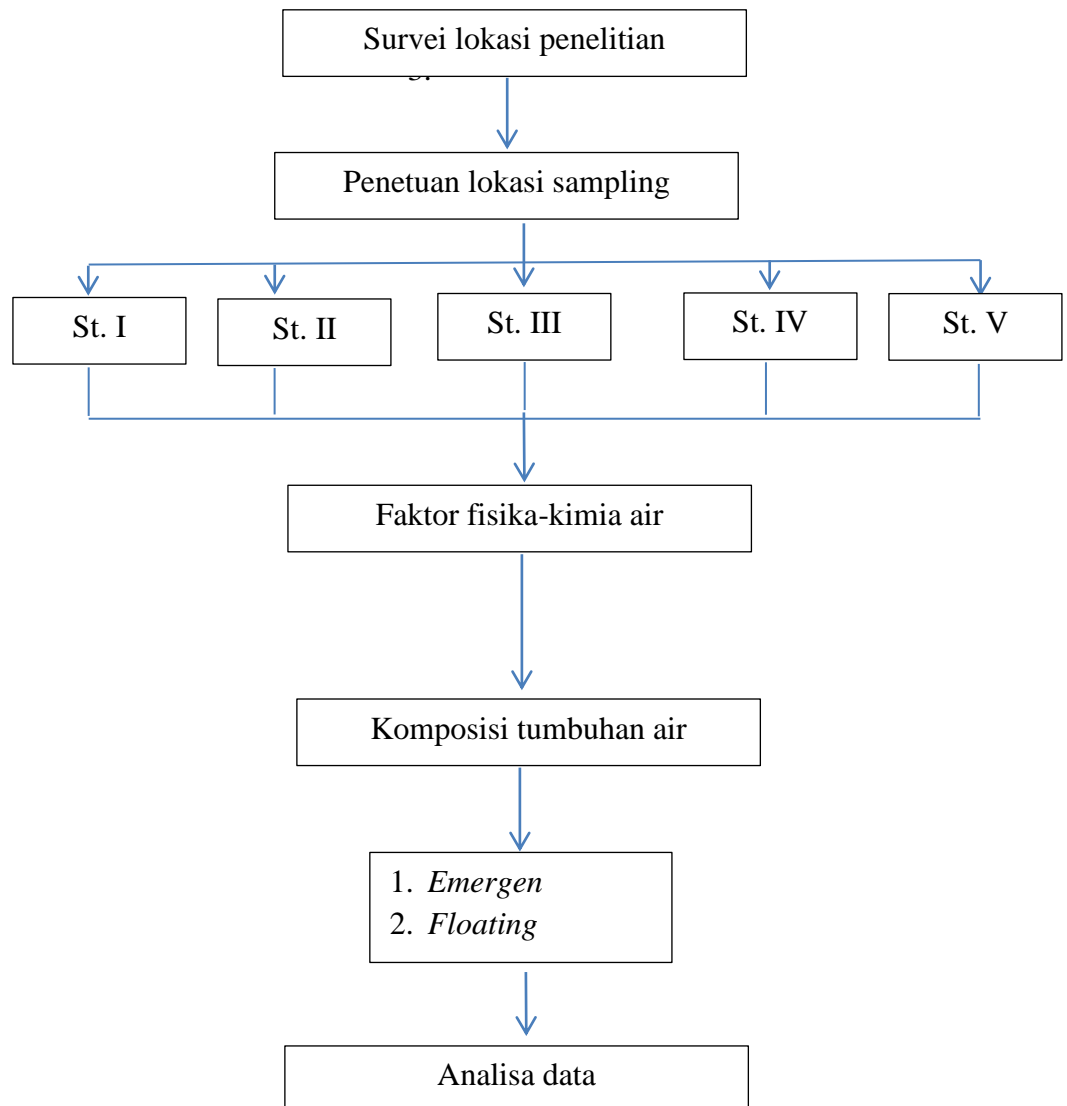 Survei lokasi penelitian
Penetuan lokasi sampling
St. I
St. II
St. III
St. IV
St. V
Faktor fisika-kimia air
Komposisi tumbuhan air
1. Emergen
2. Floating
Analisa data